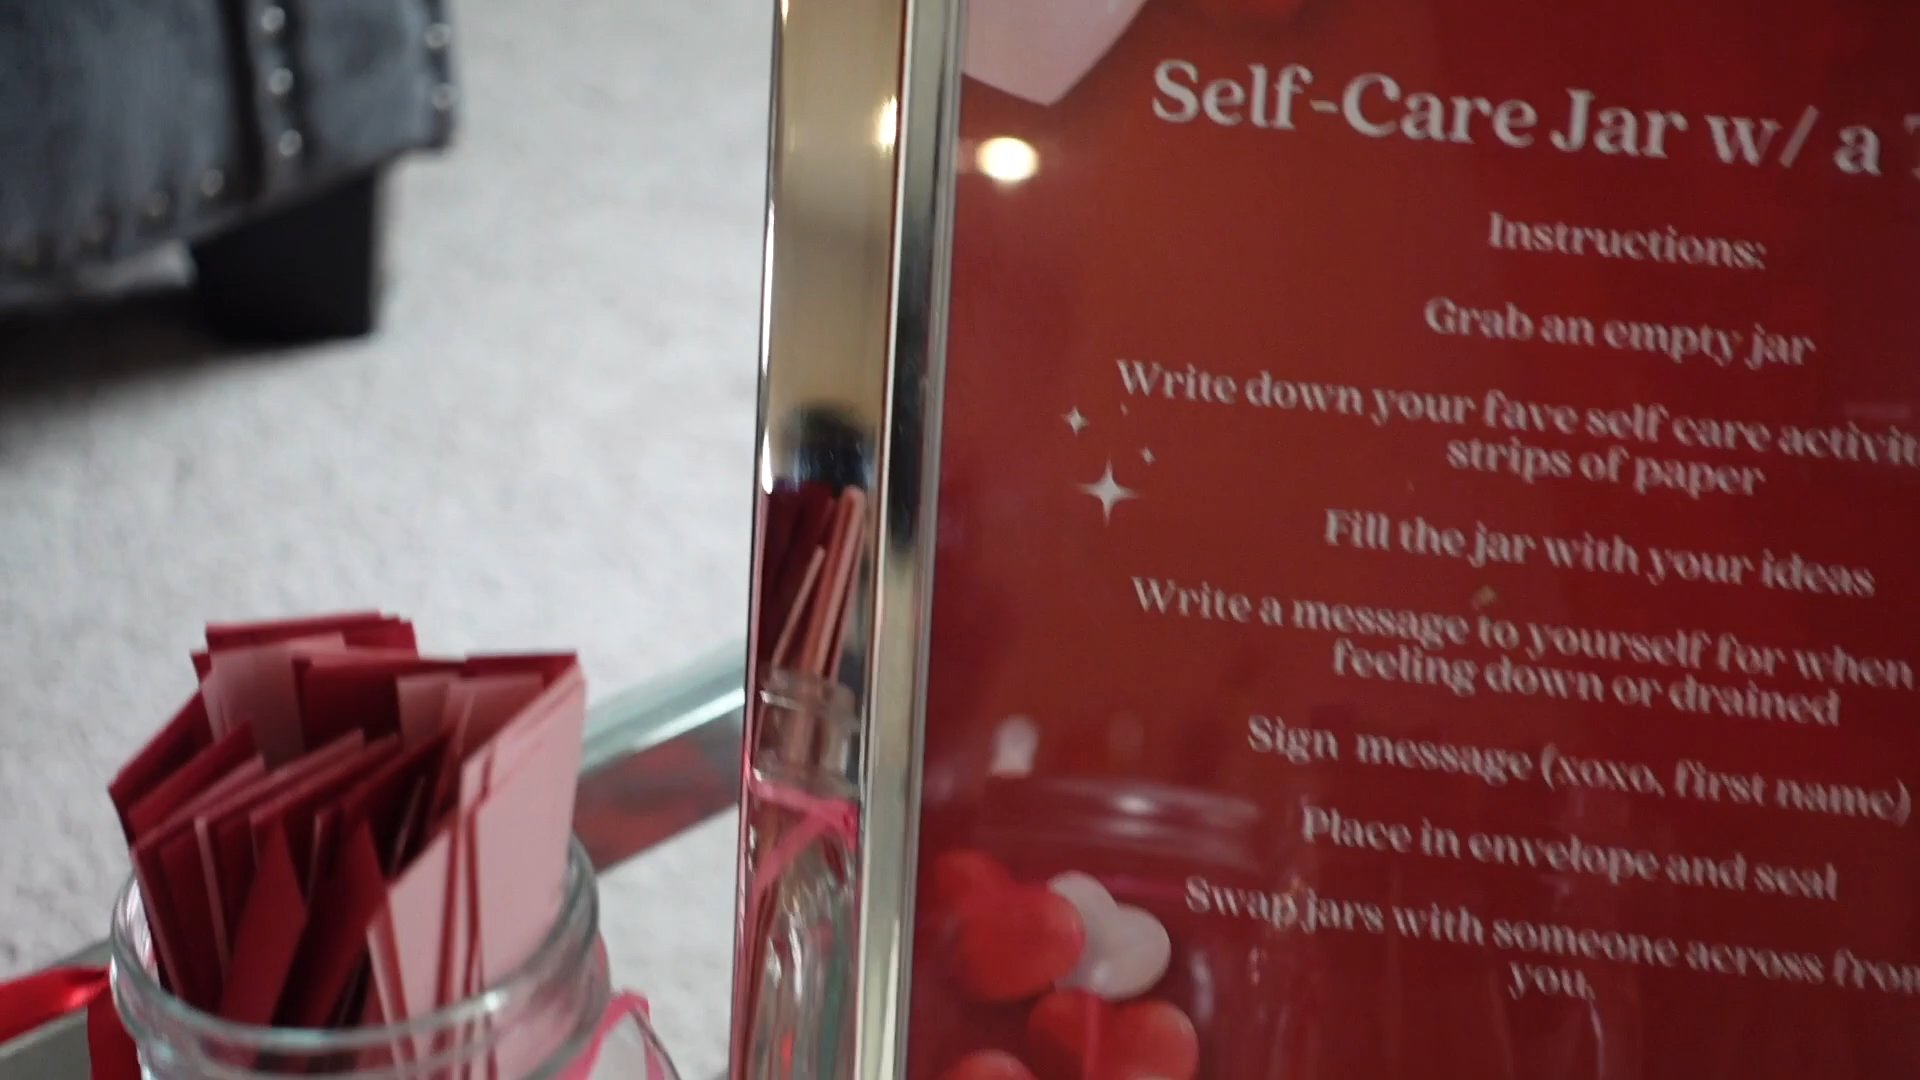 Self-Care Jar w/ a
Instructions:
Grab an empty jar
Write down your fave self care
strips of paper
Fill the jar with your ideas
Write a message to yourself for when
feeling down or drained
Sign message (xoxo, first name)
Place in envelope and seal
Swap jars with someone across
you.